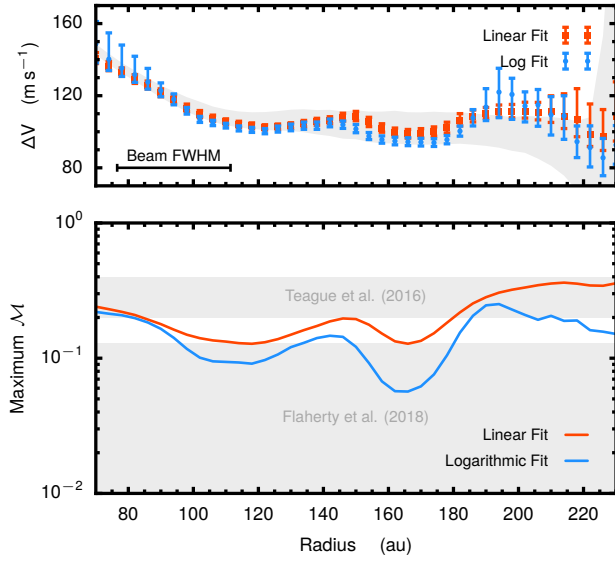 160
140
120
100
80
ΔV (m s⁻¹)
Linear Fit
Log Fit
Beam FWHM
10⁰
10⁻¹
10⁻²
Maximum ℳ
Teague et al. (2016)
Flaherty et al. (2018)
Linear Fit
Logarithmic Fit
80 100 120 140 160 180 200 220
Radius (au)